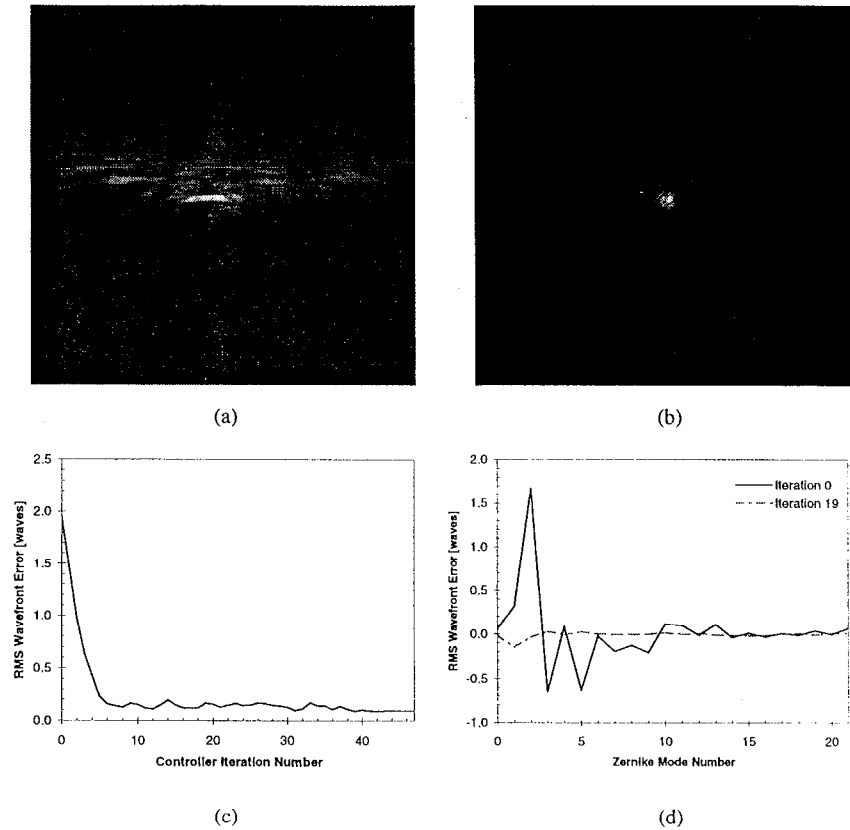 (a)
(b)
2.5
2.0
1.5
1.0
0.5
0.0
RMS Wavefront Error [waves]
0 10 20 30 40
Controller Iteration Number
2.0
1.5
1.0
0.5
0.0
-0.5
-1.0
RMS Wavefront Error [waves]
Iteration 0
Iteration 19
0 5 10 15 20
Zernike Mode Number
(c)
(d)